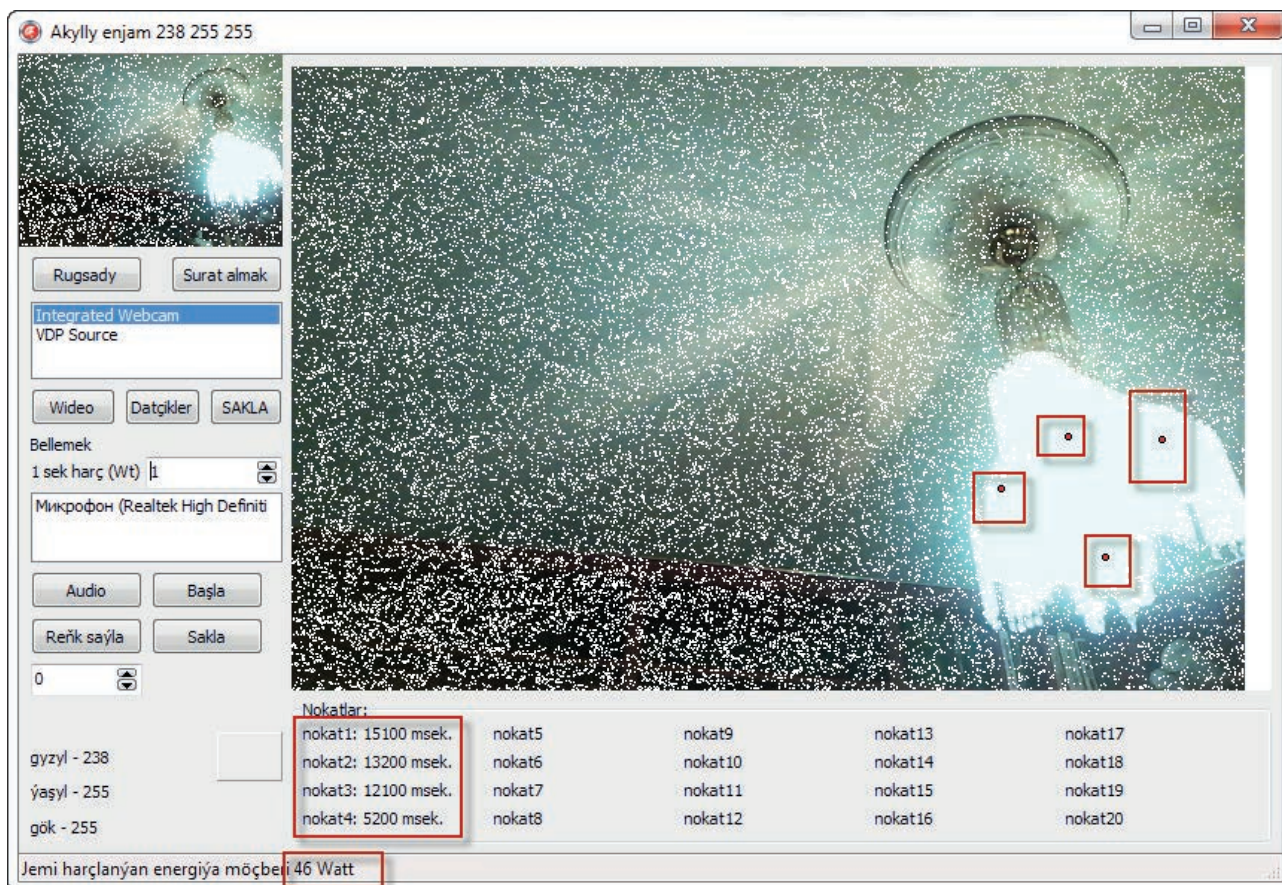 Akylly enjam 238 255 255
Rugsady
Surat almak
Integrated Webcam
VDP Source
Wideo
Datçikler
SAKLA
Bellemek
1 sek harç (Wt) 1
Микрофон (Realtek High Definiti
Audio
Başla
Reňk saýla
Sakla
0
gyzyl - 238
ýaşyl - 255
gök - 255
Nokatlar:
nokat1: 15100 msek.
nokat2: 13200 msek.
nokat3: 12100 msek.
nokat4: 5200 msek.
nokat5
nokat6
nokat7
nokat8
nokat9
nokat10
nokat11
nokat12
nokat13
nokat14
nokat15
nokat16
nokat17
nokat18
nokat19
nokat20
Jemi harçlanýan energiýa möçberi 46 Watt